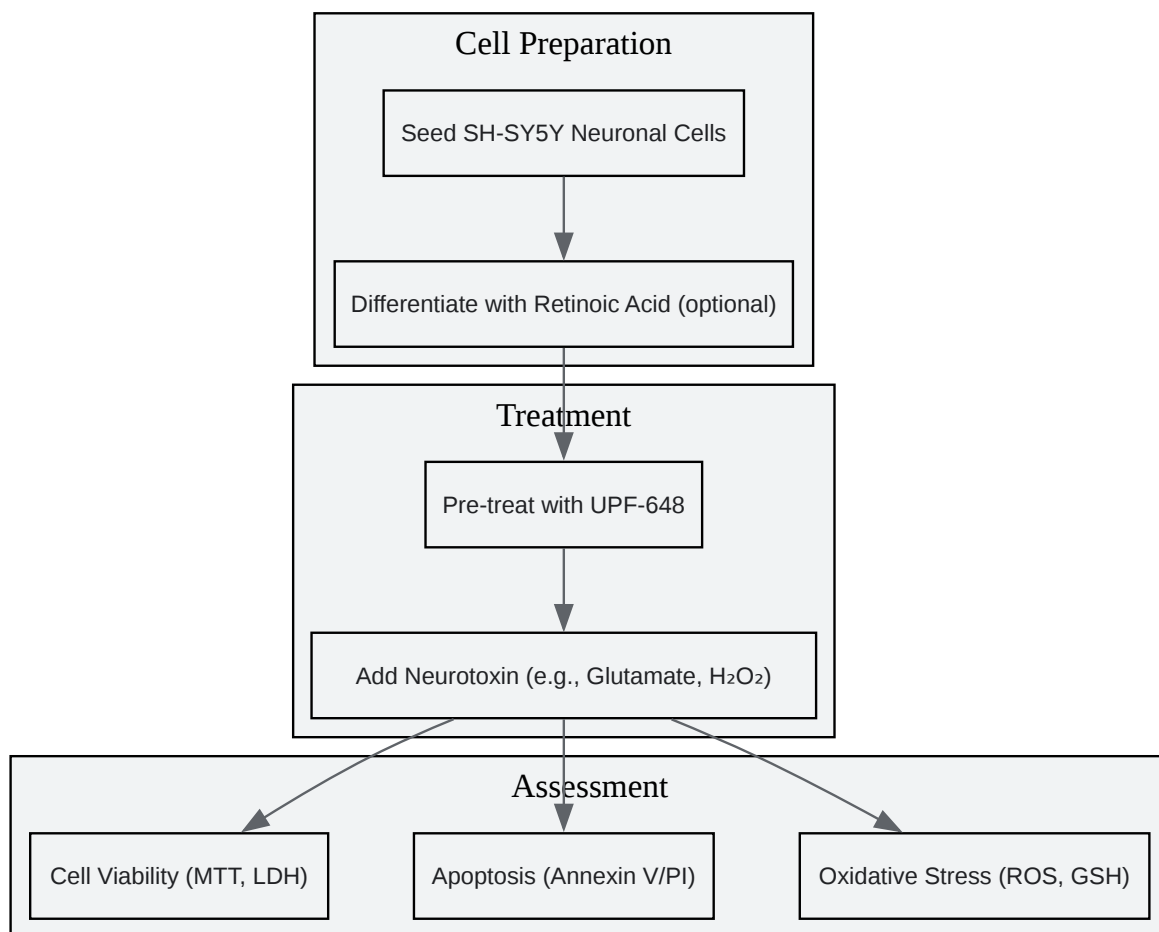 Cell Preparation
Seed SH-SY5Y Neuronal Cells
Differentiate with Retinoic Acid (optional)
Treatment
Pre-treat with UPF-648
Add Neurotoxin (e.g., Glutamate, H₂O₂)
Assessment
Cell Viability (MTT, LDH)
Apoptosis (Annexin V/PI)
Oxidative Stress (ROS, GSH)